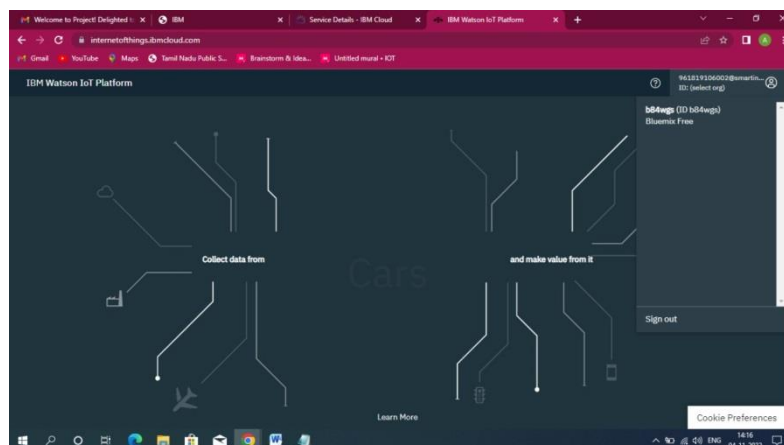 Welcome to Project! Delighted t
IBM
Service Details - IBM Cloud
IBM Watson IoT Platform
internetofthings.ibmcloud.com
Gmail
YouTube
Maps
Tamil Nadu Public S...
Brainstorm & Idea...
Untitled mural • IOT
IBM Watson IoT Platform
961819106002@smartin...
ID: (select org)
b84wgs (ID b84wgs)
Bluemix Free
Collect data from
Cars
and make value from it
Sign out
Learn More
Cookie Preferences
ENG
14:16